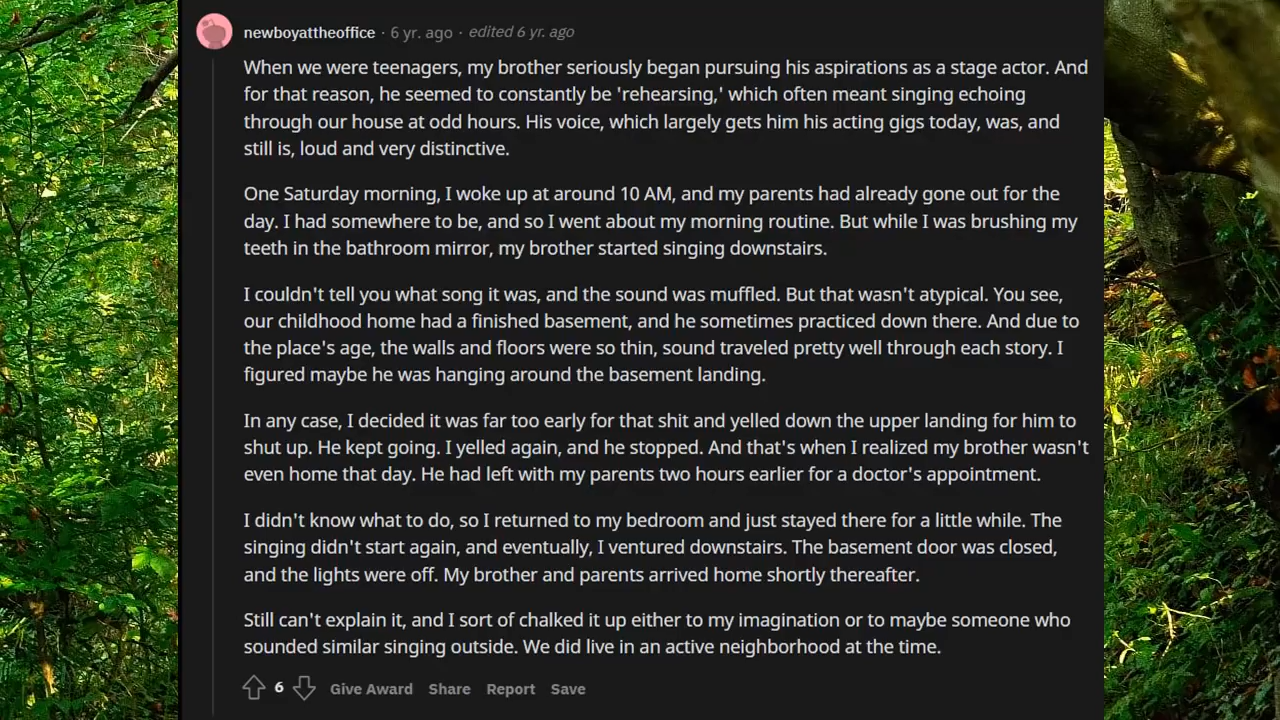 newboyattheoffice · 6 yr. ago · edited 6 yr. ago
When we were teenagers, my brother seriously began pursuing his aspirations as a stage actor. And
for that reason, he seemed to constantly be 'rehearsing,' which often meant singing echoing
through our house at odd hours. His voice, which largely gets him his acting gigs today, was, and
still is, loud and very distinctive.
One Saturday morning, I woke up at around 10 AM, and my parents had already gone out for the
day. I had somewhere to be, and so I went about my morning routine. But while I was brushing my
teeth in the bathroom mirror, my brother started singing downstairs.
I couldn't tell you what song it was, and the sound was muffled. But that wasn't atypical. You see,
our childhood home had a finished basement, and he sometimes practiced down there. And due to
the place's age, the walls and floors were so thin, sound traveled pretty well through each story. I
figured maybe he was hanging around the basement landing.
In any case, I decided it was far too early for that shit and yelled down the upper landing for him to
shut up. He kept going. I yelled again, and he stopped. And that's when I realized my brother wasn't
even home that day. He had left with my parents two hours earlier for a doctor's appointment.
I didn't know what to do, so I returned to my bedroom and just stayed there for a little while. The
singing didn't start again, and eventually, I ventured downstairs. The basement door was closed,
and the lights were off. My brother and parents arrived home shortly thereafter.
Still can't explain it, and I sort of chalked it up either to my imagination or to maybe someone who
sounded similar singing outside. We did live in an active neighborhood at the time.
6 Give Award Share Report Save